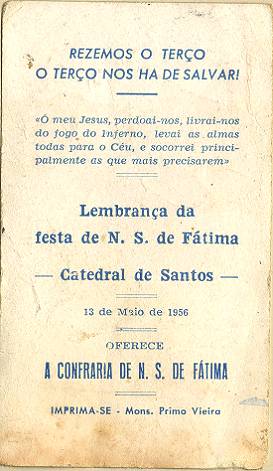 REZEMOS O TERÇO
O TERÇO NOS HA DE SALVAR!
«Ó meu Jesus, perdoai-nos, livrai-nos
do fogo do Inferno, levai as almas
todas para o Céu, e socorrei princi-
palmente as que mais precisarem»
Lembrança da
festa de N. S. de Fátima
— Catedral de Santos —
13 de Maio de 1956
OFERECE
A CONFRARIA DE N. S. DE FÁTIMA
IMPRIMA-SE - Mons. Primo Vieira